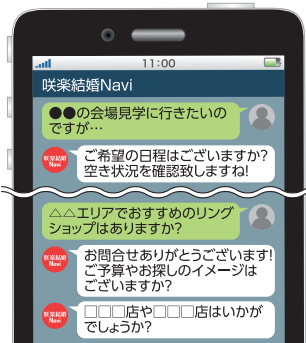 11:00
咲楽結婚Navi
●●の会場見学に行きたいの
ですが…
咲楽結婚
Navi
ご希望の日程はございますか?
空き状況を確認致しますね!
△△エリアでおすすめのリング
ショップはありますか?
咲楽結婚
Navi
お問合せありがとうございます!
ご予算やお探しのイメージは
ございますか?
咲楽結婚
Navi
□□□店や□□□店はいかが
でしょうか?